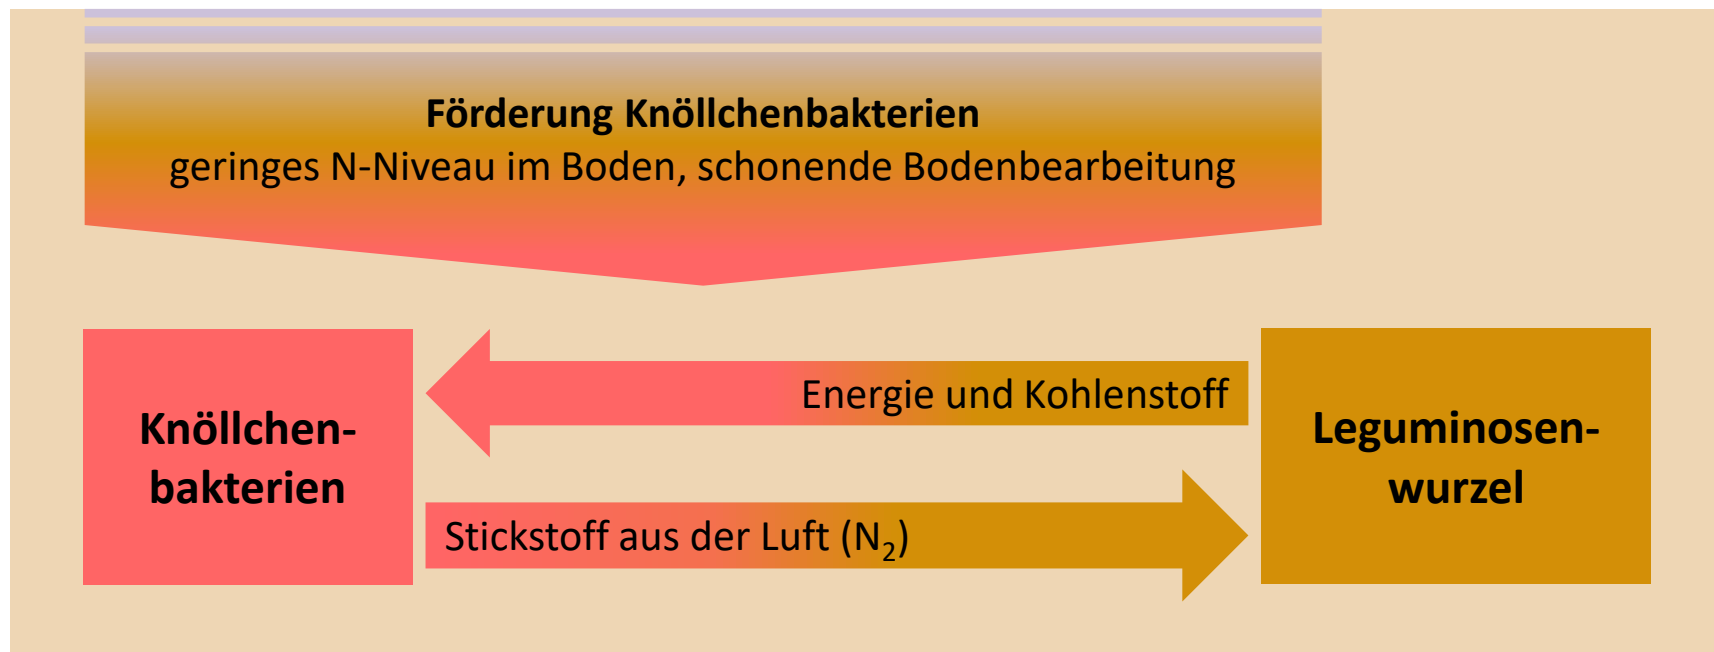 Förderung Knöllchenbakterien
geringes N-Niveau im Boden, schonende Bodenbearbeitung
Energie und Kohlenstoff
Knöllchen-
bakterien
Leguminosen-
wurzel
Stickstoff aus der Luft (N₂)